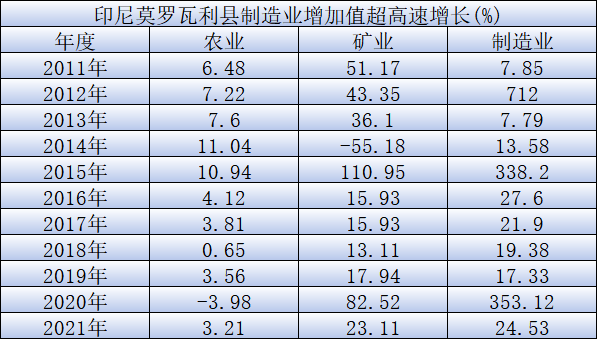 印尼莫罗瓦利县制造业增加值超高速增长(%)
年度 农业 矿业 制造业
2011年 6.48 51.17 7.85
2012年 7.22 43.35 712
2013年 7.6 36.1 7.79
2014年 11.04 -55.18 13.58
2015年 10.94 110.95 338.2
2016年 4.12 15.93 27.6
2017年 3.81 15.93 21.9
2018年 0.65 13.11 19.38
2019年 3.56 17.94 17.33
2020年 -3.98 82.52 353.12
2021年 3.21 23.11 24.53